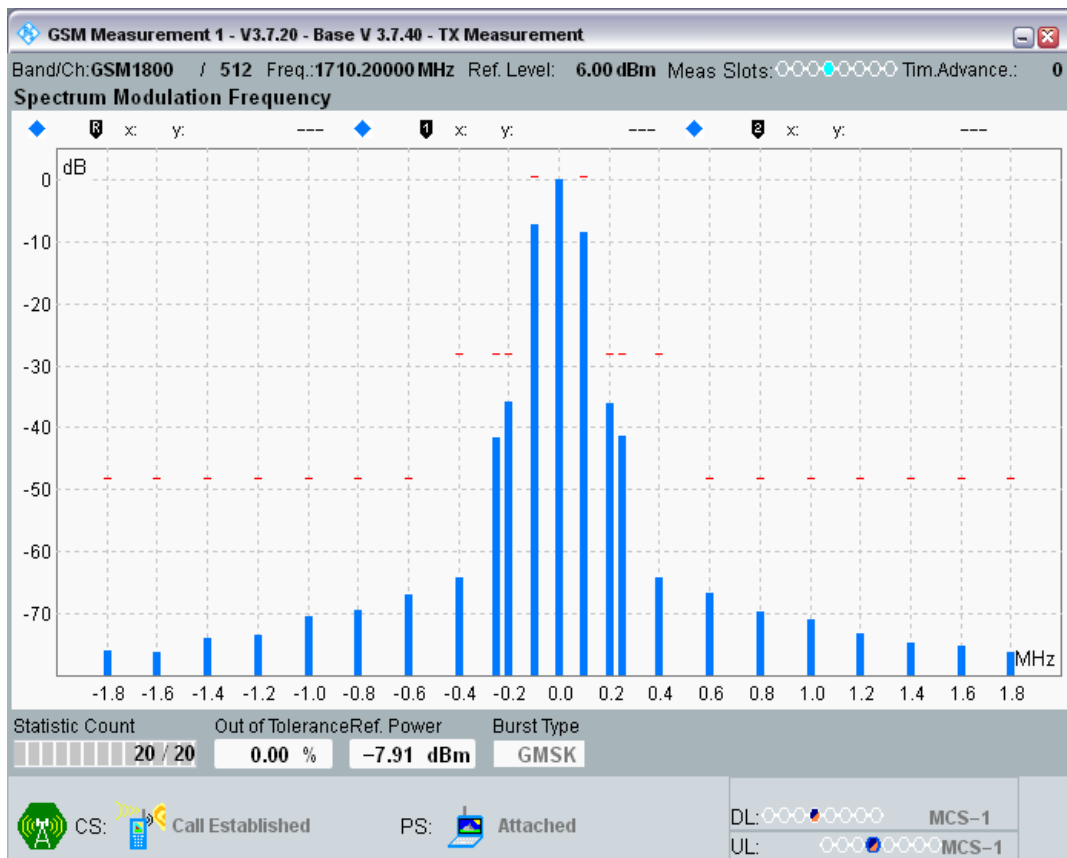 GSM Measurement 1 - V3.7.20 - Base V 3.7.40 - TX Measurement
Band/Ch:GSM1800 / 512 Freq.:1710.20000 MHz Ref. Level: 6.00 dBm Meas Slots: Tim.Advance.: 0
Spectrum Modulation Frequency
R x: y: --- 1 x: y: --- 2 x: y: ---
dB
0
-10
-20
-30
-40
-50
-60
-70
MHz
-1.8 -1.6 -1.4 -1.2 -1.0 -0.8 -0.6 -0.4 -0.2 0.0 0.2 0.4 0.6 0.8 1.0 1.2 1.4 1.6 1.8
Statistic Count Out of Tolerance Ref. Power Burst Type
20 / 20 0.00 % −7.91 dBm GMSK
CS: Call Established PS: Attached
DL: MCS−1
UL: MCS−1